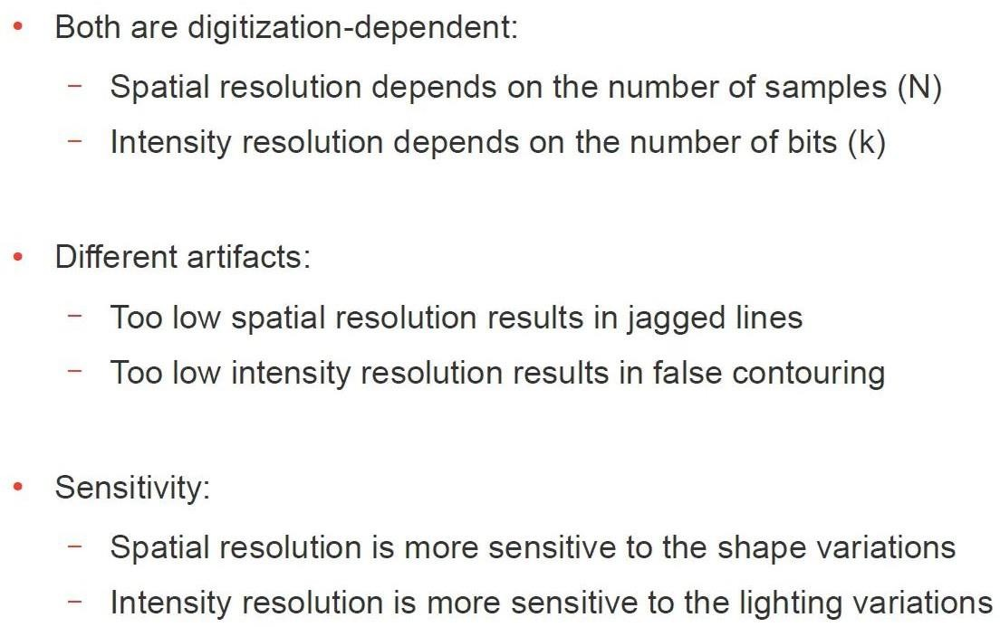 • Both are digitization-dependent:
– Spatial resolution depends on the number of samples (N)
– Intensity resolution depends on the number of bits (k)
• Different artifacts:
– Too low spatial resolution results in jagged lines
– Too low intensity resolution results in false contouring
• Sensitivity:
– Spatial resolution is more sensitive to the shape variations
– Intensity resolution is more sensitive to the lighting variations